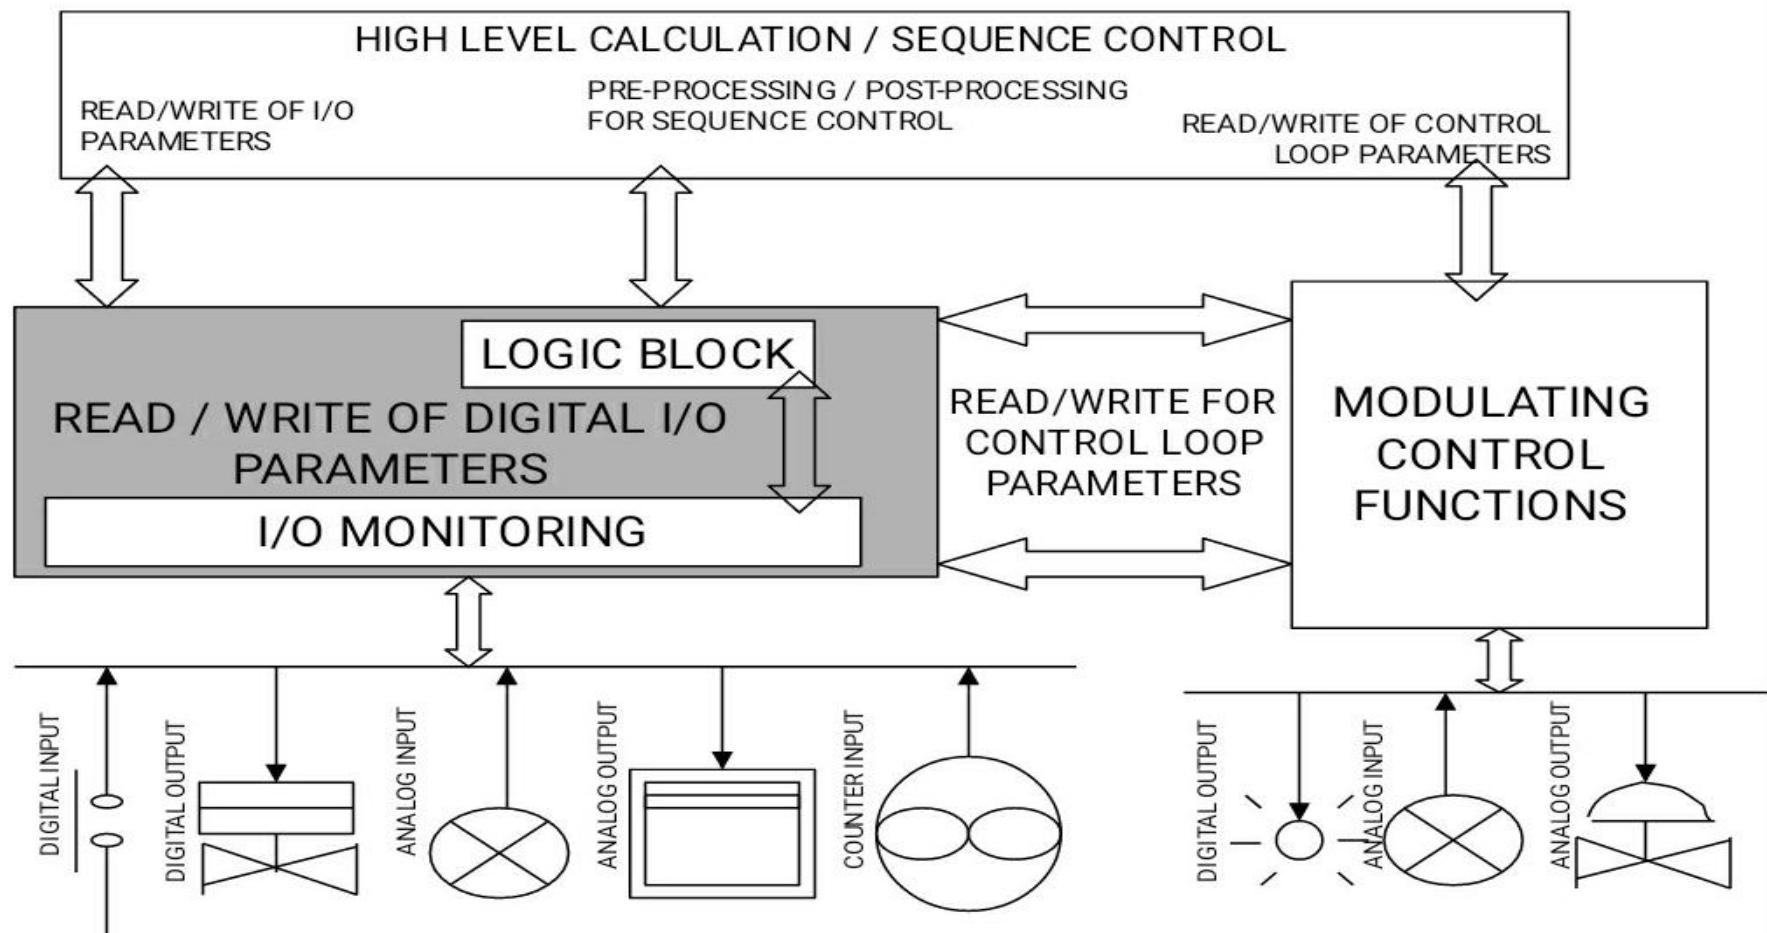 HIGH LEVEL CALCULATION / SEQUENCE CONTROL
READ/WRITE OF I/O
PARAMETERS
PRE-PROCESSING / POST-PROCESSING
FOR SEQUENCE CONTROL
READ/WRITE OF CONTROL
LOOP PARAMETERS
LOGIC BLOCK
READ / WRITE OF DIGITAL I/O
PARAMETERS
I/O MONITORING
READ/WRITE FOR
CONTROL LOOP
PARAMETERS
MODULATING
CONTROL
FUNCTIONS
DIGITAL INPUT
DIGITAL OUTPUT
ANALOG INPUT
ANALOG OUTPUT
COUNTER INPUT
DIGITAL OUTPUT
ANALOG INPUT
ANALOG OUTPUT